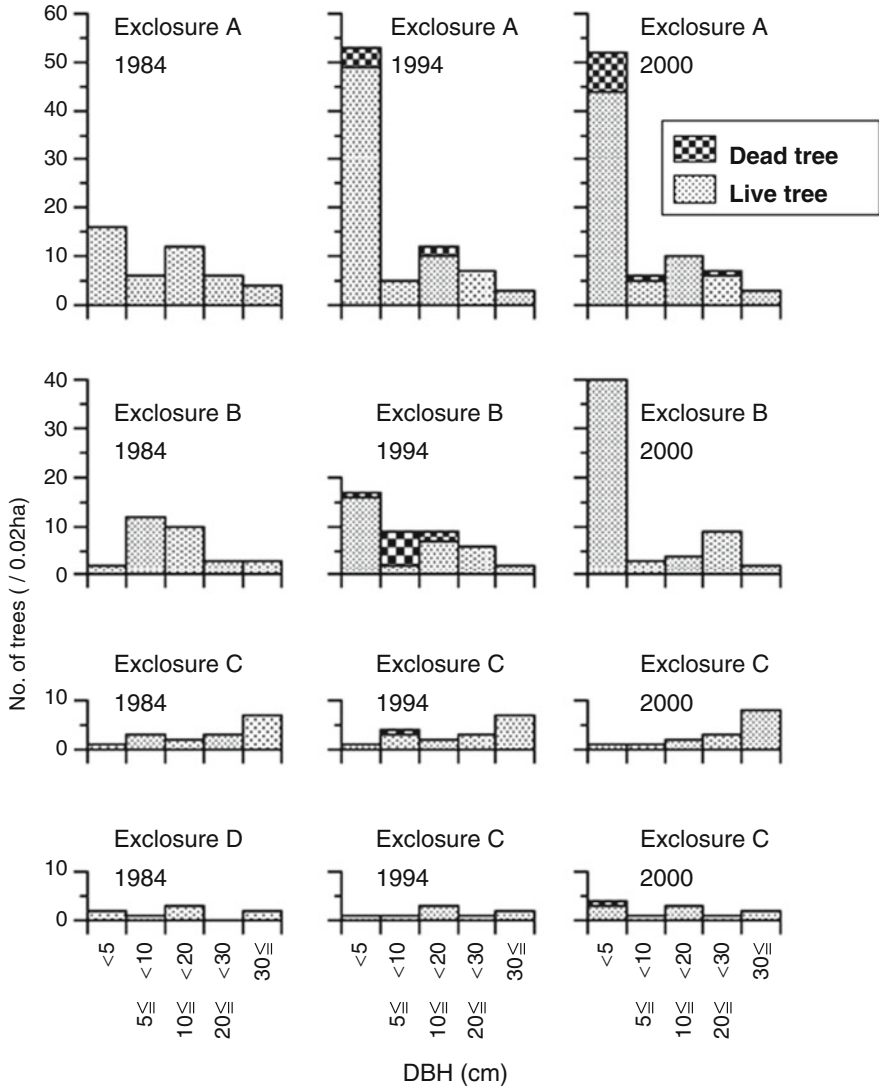 60
50
40
30
20
10
0
Exclosure A
1984
Exclosure A
1994
Exclosure A
2000
Dead tree
Live tree
40
30
20
10
0
Exclosure B
1984
Exclosure B
1994
Exclosure B
2000
No. of trees ( / 0.02ha)
10
0
Exclosure C
1984
Exclosure C
1994
Exclosure C
2000
10
0
Exclosure D
1984
Exclosure C
1994
Exclosure C
2000
<5
5≦ <10
10≦ <20
20≦ <30
30≦
<5
5≦ <10
10≦ <20
20≦ <30
30≦
<5
5≦ <10
10≦ <20
20≦ <30
30≦
DBH (cm)